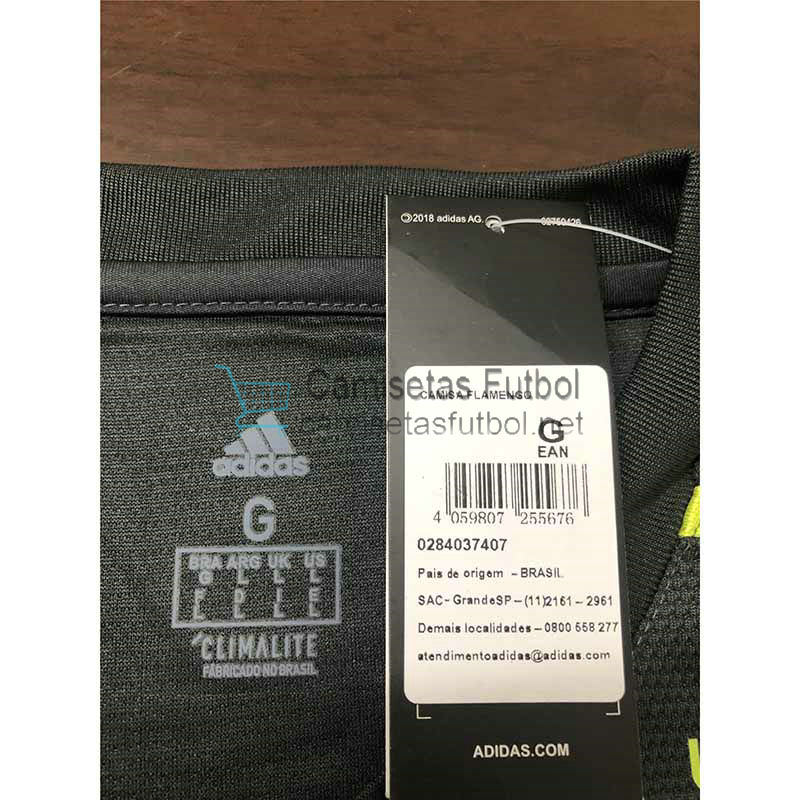 ©2018 adidas AG.
02750426
CAMISA FLAMENGO
Camisetas Futbol
camisetasfutbol.net
G
EAN
4 059807 255676
0284037407
Pais de origem - BRASIL
SAC-GrandeSP-(11)2161-2961
Demais localidades-0800 558 277
atendimentoadidas@adidas.com
ADIDAS.COM
adidas
G
BRA ARG UK US
G L L L
F D I E
L L L L
CLIMALITE
FABRICADO NO BRASIL